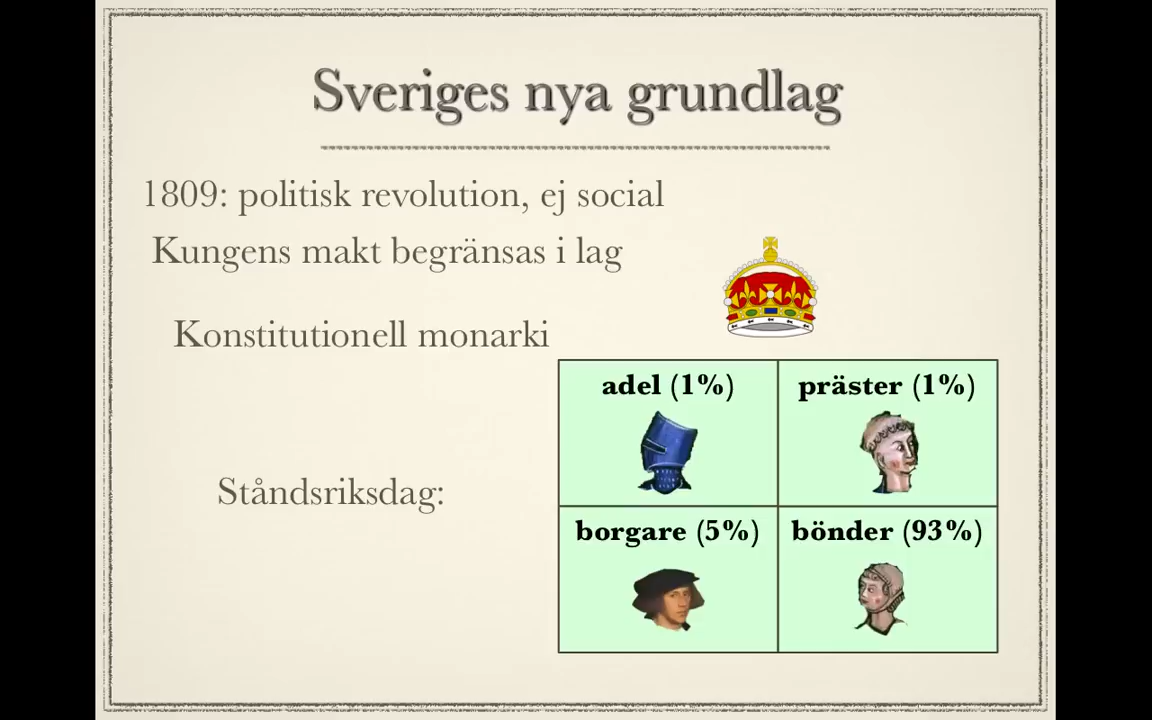 Sveriges nya grundlag
1809: politisk revolution, ej social
Kungens makt begränsas i lag
Konstitutionell monarki
adel (1%) präster (1%)
Ståndsriksdag:
borgare (5%) bönder (93%)